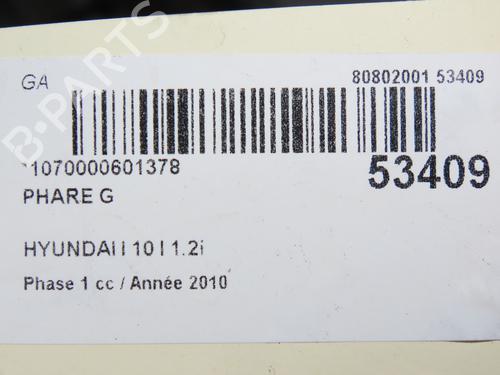 GA
80802001 53409
*1070000601378
53409
PHARE G
HYUNDAI I 10 I 1.2i
Phase 1 cc / Année 2010
B-PARTS